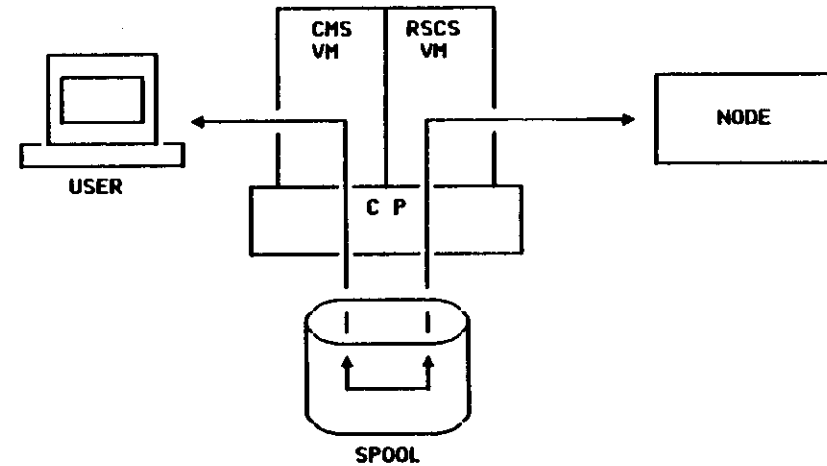 CMS
VM
RSCS
VM
NODE
USER
C P
SPOOL